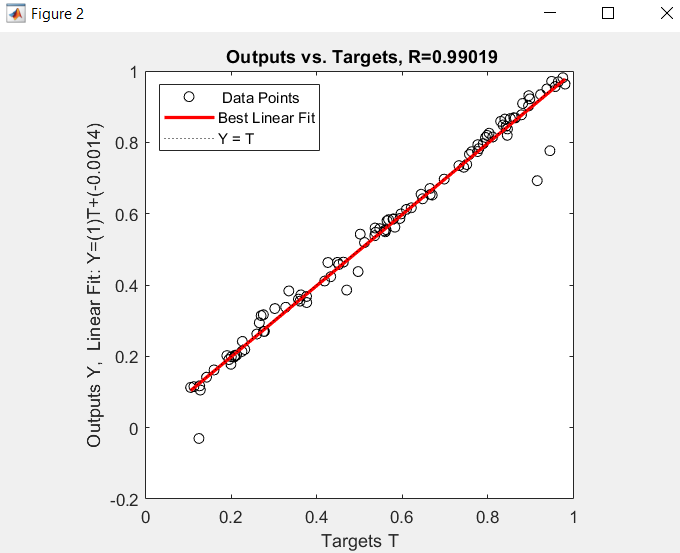 Figure 2
Outputs vs. Targets, R=0.99019
Data Points
Best Linear Fit
Y = T
Outputs Y, Linear Fit: Y=(1)T+(-0.0014)
1
0.8
0.6
0.4
0.2
0
-0.2
0 0.2 0.4 0.6 0.8 1
Targets T